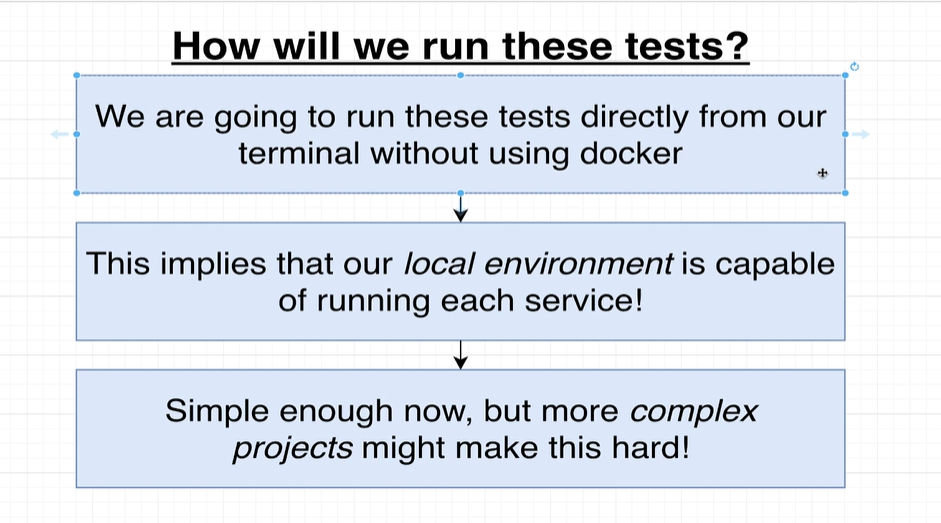 How will we run these tests?
We are going to run these tests directly from our
terminal without using docker
This implies that our local environment is capable
of running each service!
Simple enough now, but more complex
projects might make this hard!